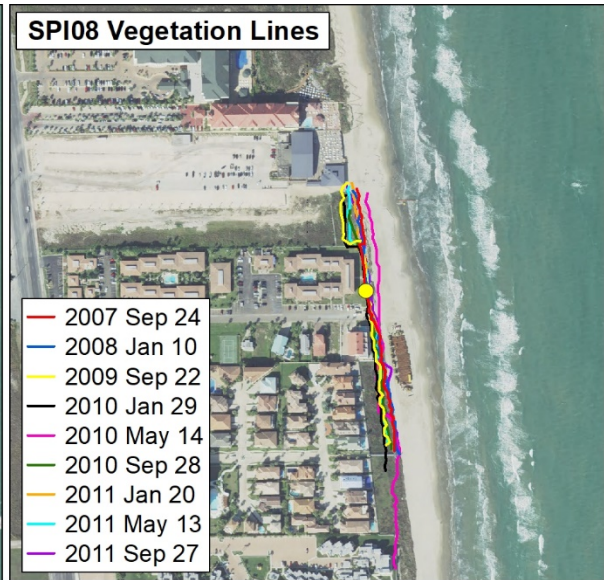 SPI08 Vegetation Lines
2007 Sep 24
2008 Jan 10
2009 Sep 22
2010 Jan 29
2010 May 14
2010 Sep 28
2011 Jan 20
2011 May 13
2011 Sep 27